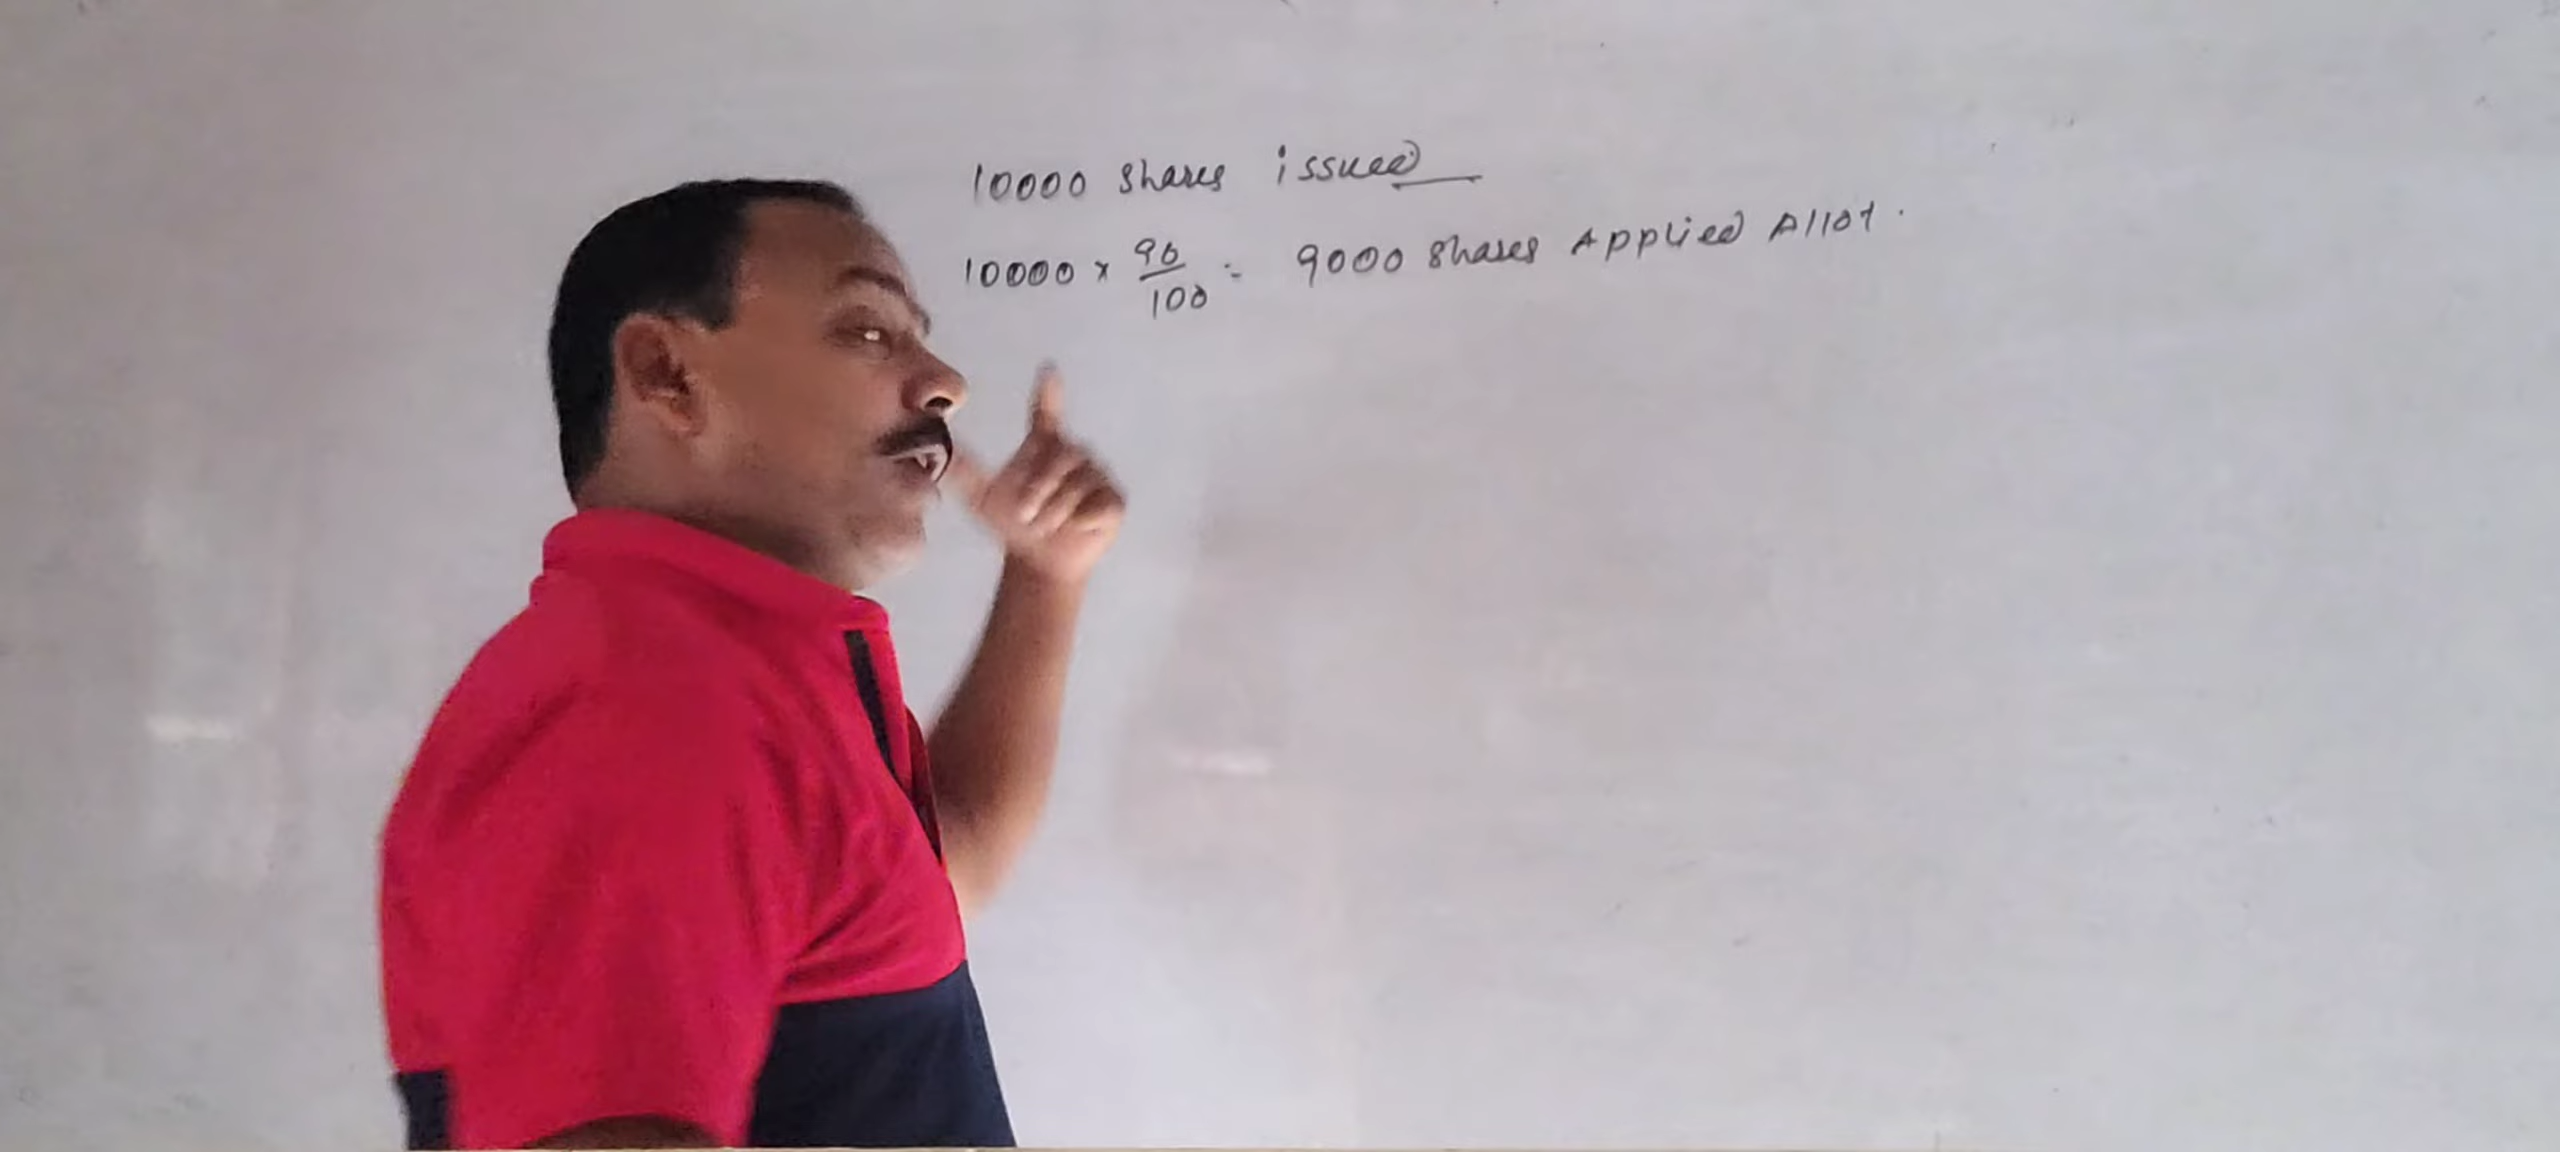 10000 shares issued
10000 × 90/100 = 9000 shares Applied Allot.